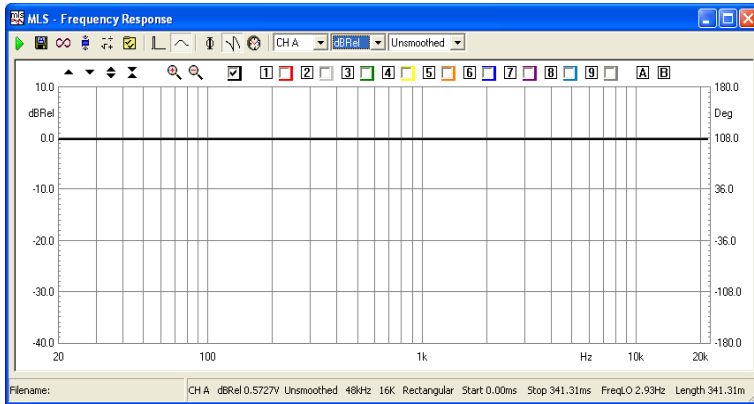 MLS - Frequency Response
CH A dBRel Unsmoothed
1 2 3 4 5 6 7 8 9 A B
10.0 180.0
dBRel Deg
0.0 108.0
-10.0 36.0
-20.0 -36.0
-30.0 -108.0
-40.0 -180.0
20 100 1k Hz 10k 20k
Filename: CH A dBRel 0.5727V Unsmoothed 48kHz 16K Rectangular Start 0.00ms Stop 341.31ms FreqLO 2.93Hz Length 341.31m